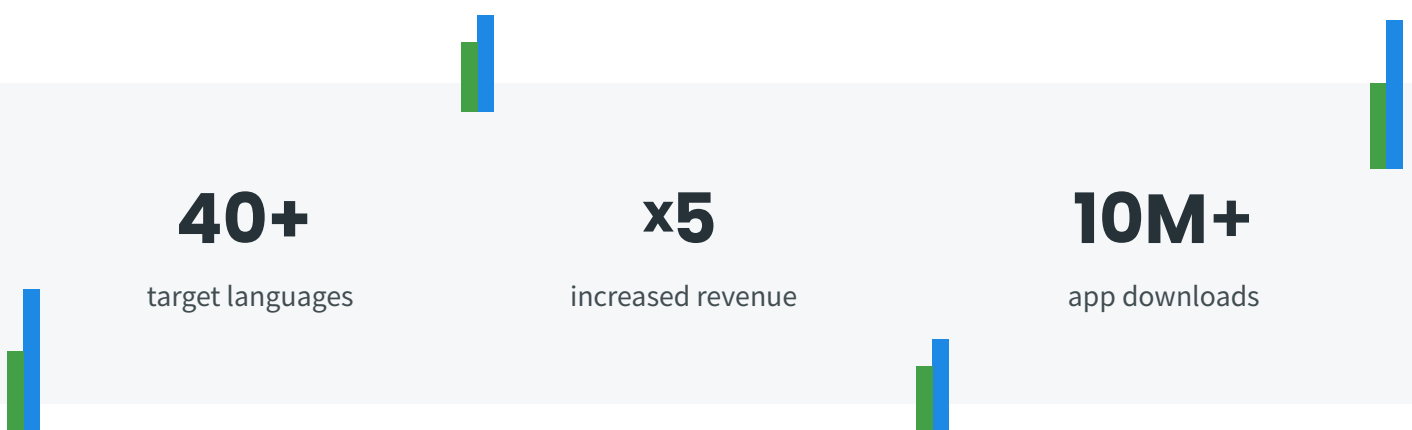 40+
x5
10M+
target languages
increased revenue
app downloads